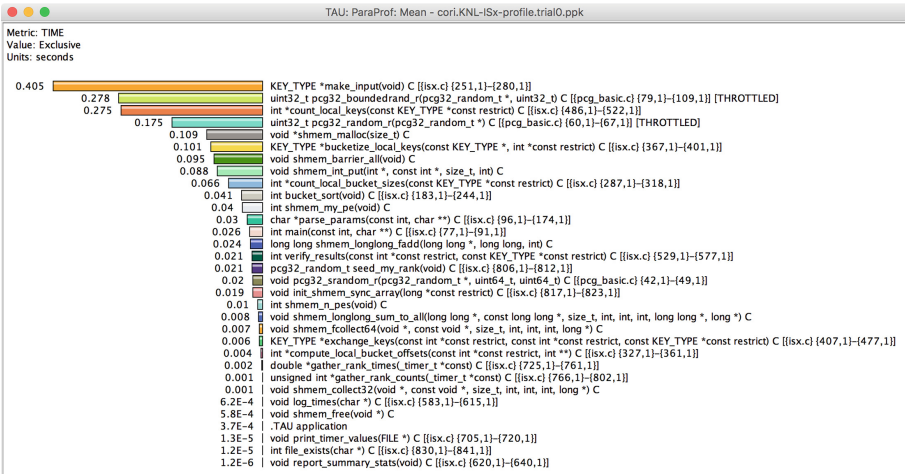 TAU: ParaProf: Mean - cori.KNL-ISx-profile.trial0.ppk
Metric: TIME
Value: Exclusive
Units: seconds
0.405 KEY_TYPE *make_input(void) C [{isx.c} {251,1}-{280,1}]
0.278 uint32_t pcg32_boundedrand_r(pcg32_random_t *, uint32_t) C [{pcg_basic.c} {79,1}-{109,1}] [THROTTLED]
0.275 int *count_local_keys(const KEY_TYPE *const restrict) C [{isx.c} {486,1}-{522,1}]
0.175 uint32_t pcg32_random_r(pcg32_random_t *) C [{pcg_basic.c} {60,1}-{67,1}] [THROTTLED]
0.109 void *shmem_malloc(size_t) C
0.101 KEY_TYPE *bucketize_local_keys(const KEY_TYPE *, int *const restrict) C [{isx.c} {367,1}-{401,1}]
0.095 void shmem_barrier_all(void) C
0.088 void shmem_int_put(int *, const int *, size_t, int) C
0.066 int *count_local_bucket_sizes(const KEY_TYPE *const restrict) C [{isx.c} {287,1}-{318,1}]
0.041 int bucket_sort(void) C [{isx.c} {183,1}-{244,1}]
0.04 int shmem_my_pe(void) C
0.03 char *parse_params(const int, char **) C [{isx.c} {96,1}-{174,1}]
0.026 int main(const int, char **) C [{isx.c} {77,1}-{91,1}]
0.024 long long shmem_longlong_fadd(long long *, long long, int) C
0.021 int verify_results(const int *const restrict, const KEY_TYPE *const restrict) C [{isx.c} {529,1}-{577,1}]
0.021 pcg32_random_t seed_my_rank(void) C [{isx.c} {806,1}-{812,1}]
0.02 void pcg32_srandom_r(pcg32_random_t *, uint64_t, uint64_t) C [{pcg_basic.c} {42,1}-{49,1}]
0.019 void init_shmem_sync_array(long *const restrict) C [{isx.c} {817,1}-{823,1}]
0.01 int shmem_n_pes(void) C
0.008 void shmem_longlong_sum_to_all(long long *, const long long *, size_t, int, int, int, long long *, long *) C
0.007 void shmem_fcollect64(void *, const void *, size_t, int, int, int, long *) C
0.006 KEY_TYPE *exchange_keys(const int *const restrict, const int *const restrict, const KEY_TYPE *const restrict) C [{isx.c} {407,1}-{477,1}]
0.004 int *compute_local_bucket_offsets(const int *const restrict, int **) C [{isx.c} {327,1}-{361,1}]
0.002 double *gather_rank_times(_timer_t *const) C [{isx.c} {725,1}-{761,1}]
0.001 unsigned int *gather_rank_counts(_timer_t *const) C [{isx.c} {766,1}-{802,1}]
0.001 void shmem_collect32(void *, const void *, size_t, int, int, int, long *) C
6.2E-4 void log_times(char *) C [{isx.c} {583,1}-{615,1}]
5.8E-4 void shmem_free(void *) C
3.7E-4 .TAU application
1.3E-5 void print_timer_values(FILE *) C [{isx.c} {705,1}-{720,1}]
1.2E-5 int file_exists(char *) C [{isx.c} {830,1}-{841,1}]
1.2E-6 void report_summary_stats(void) C [{isx.c} {620,1}-{640,1}]